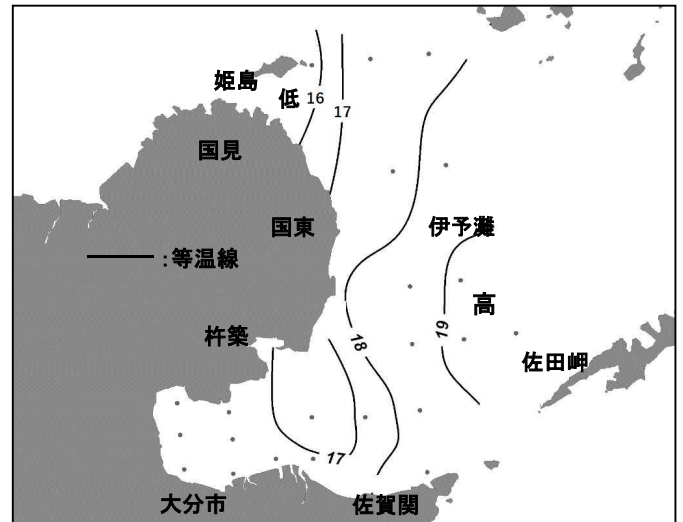 姫島
低 16
17
国見
国東
伊予灘
:等温線
高
杵築
18
19
佐田岬
17
大分市
佐賀関